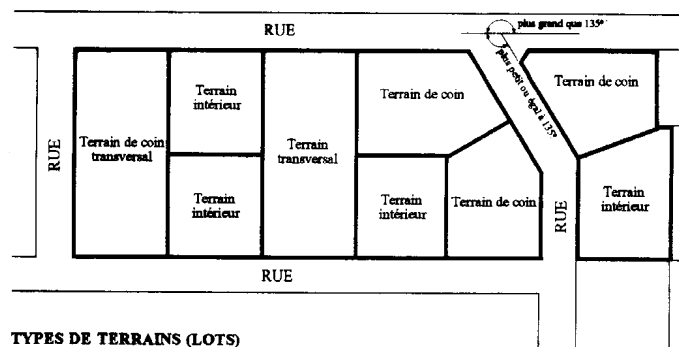 RUE
plus grand que 135°
plus petit ou égal à 135°
RUE
Terrain de coin
transversal
Terrain
intérieur
Terrain
intérieur
Terrain
transversal
Terrain de coin
Terrain
intérieur
Terrain de coin
Terrain de coin
RUE
Terrain
intérieur
RUE
TYPES DE TERRAINS (LOTS)